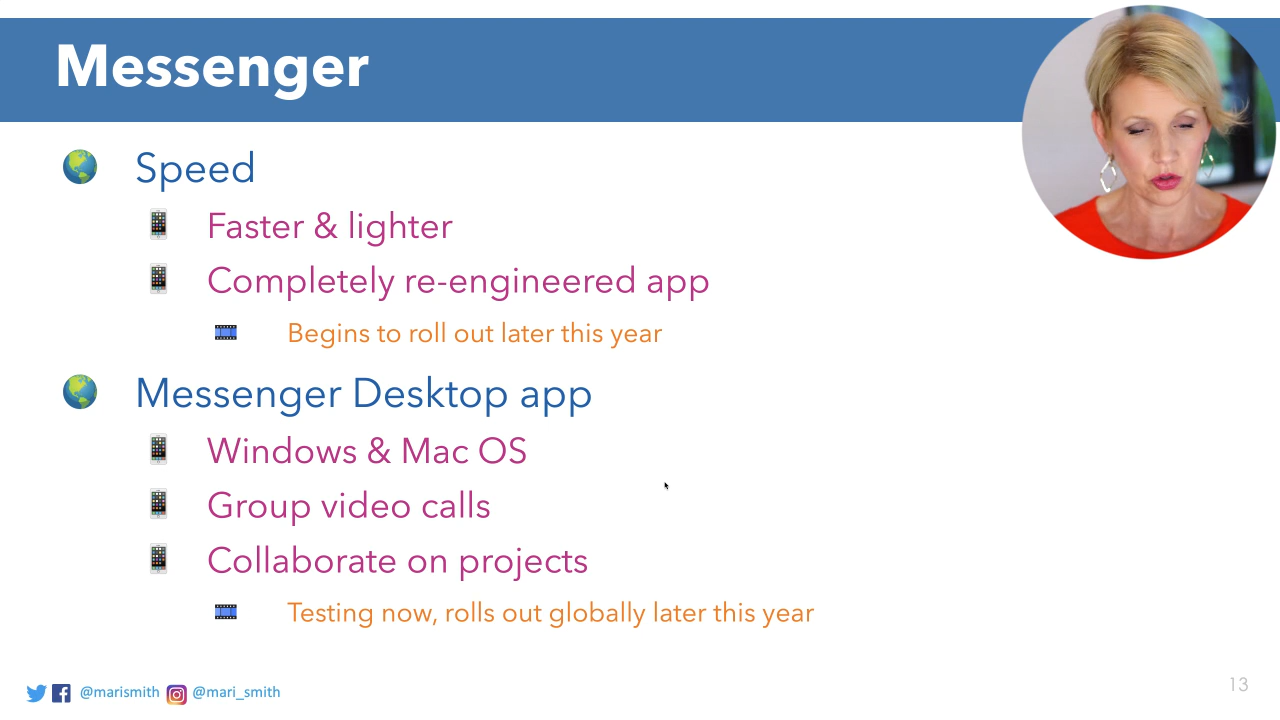 Messenger
Speed
Faster & lighter
Completely re-engineered app
Begins to roll out later this year
Messenger Desktop app
Windows & Mac OS
Group video calls
Collaborate on projects
Testing now, rolls out globally later this year
@marismith @mari_smith
13